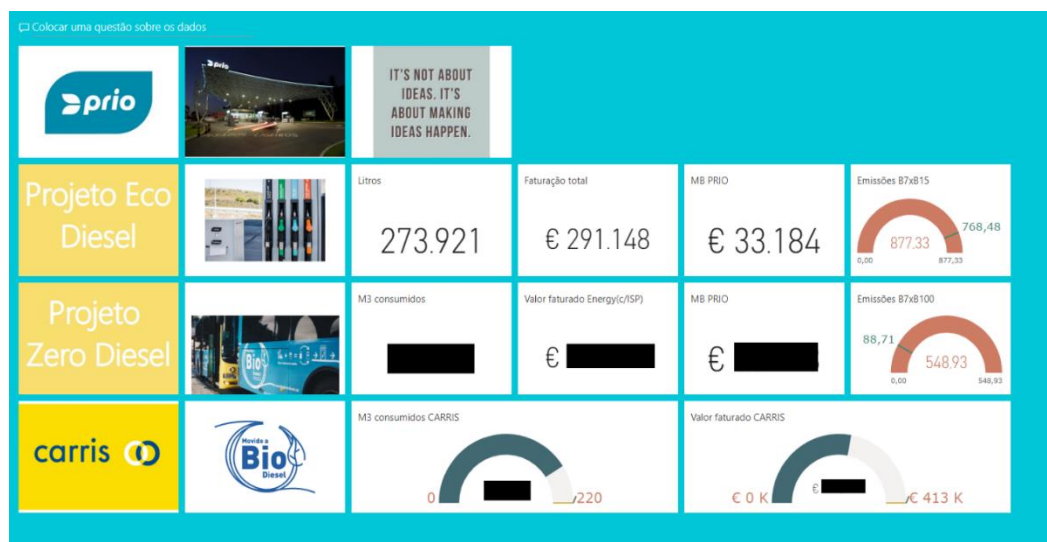 Colocar uma questão sobre os dados
prio
prio
IT'S NOT ABOUT
IDEAS. IT'S
ABOUT MAKING
IDEAS HAPPEN.
Projeto Eco
Diesel
Litros
273.921
Faturação total
€ 291.148
MB PRIO
€ 33.184
Emissões B7xB15
768,48
877,33
0,00
877,33
Projeto
Zero Diesel
Bio
M3 consumidos
Valor faturado Energy(c/ISP)
€
MB PRIO
€
Emissões B7xB100
88,71
548,93
0,00
548,93
carris
Movido a
Bio
Diesel
M3 consumidos CARRIS
0
220
Valor faturado CARRIS
€ 0 K
€ 413 K